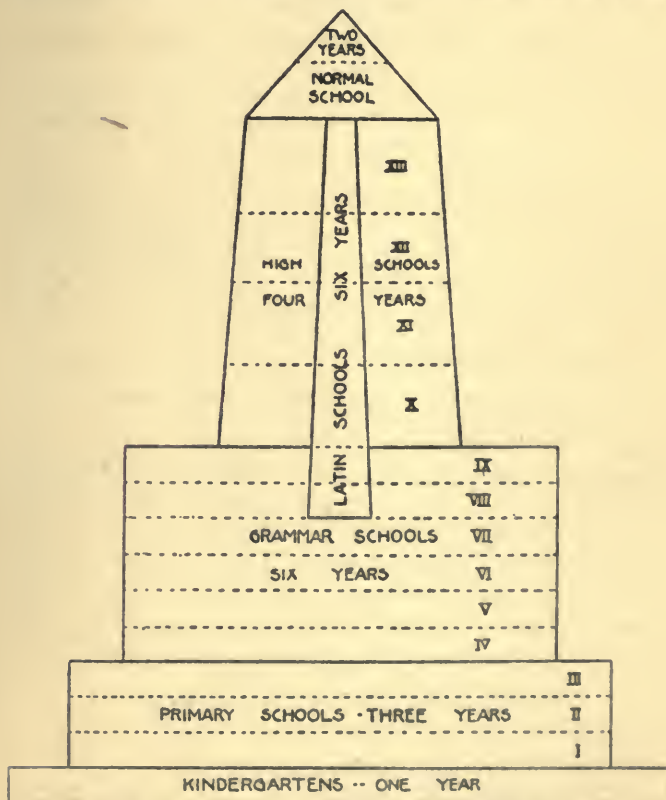 TWO
YEARS
NORMAL
SCHOOL
XIII
XII
HIGH SCHOOLS
FOUR YEARS
XI
X
LATIN SCHOOLS SIX YEARS
IX
VIII
GRAMMAR SCHOOLS VII
SIX YEARS VI
V
IV
III
PRIMARY SCHOOLS · THREE YEARS II
I
KINDERGARTENS ·· ONE YEAR